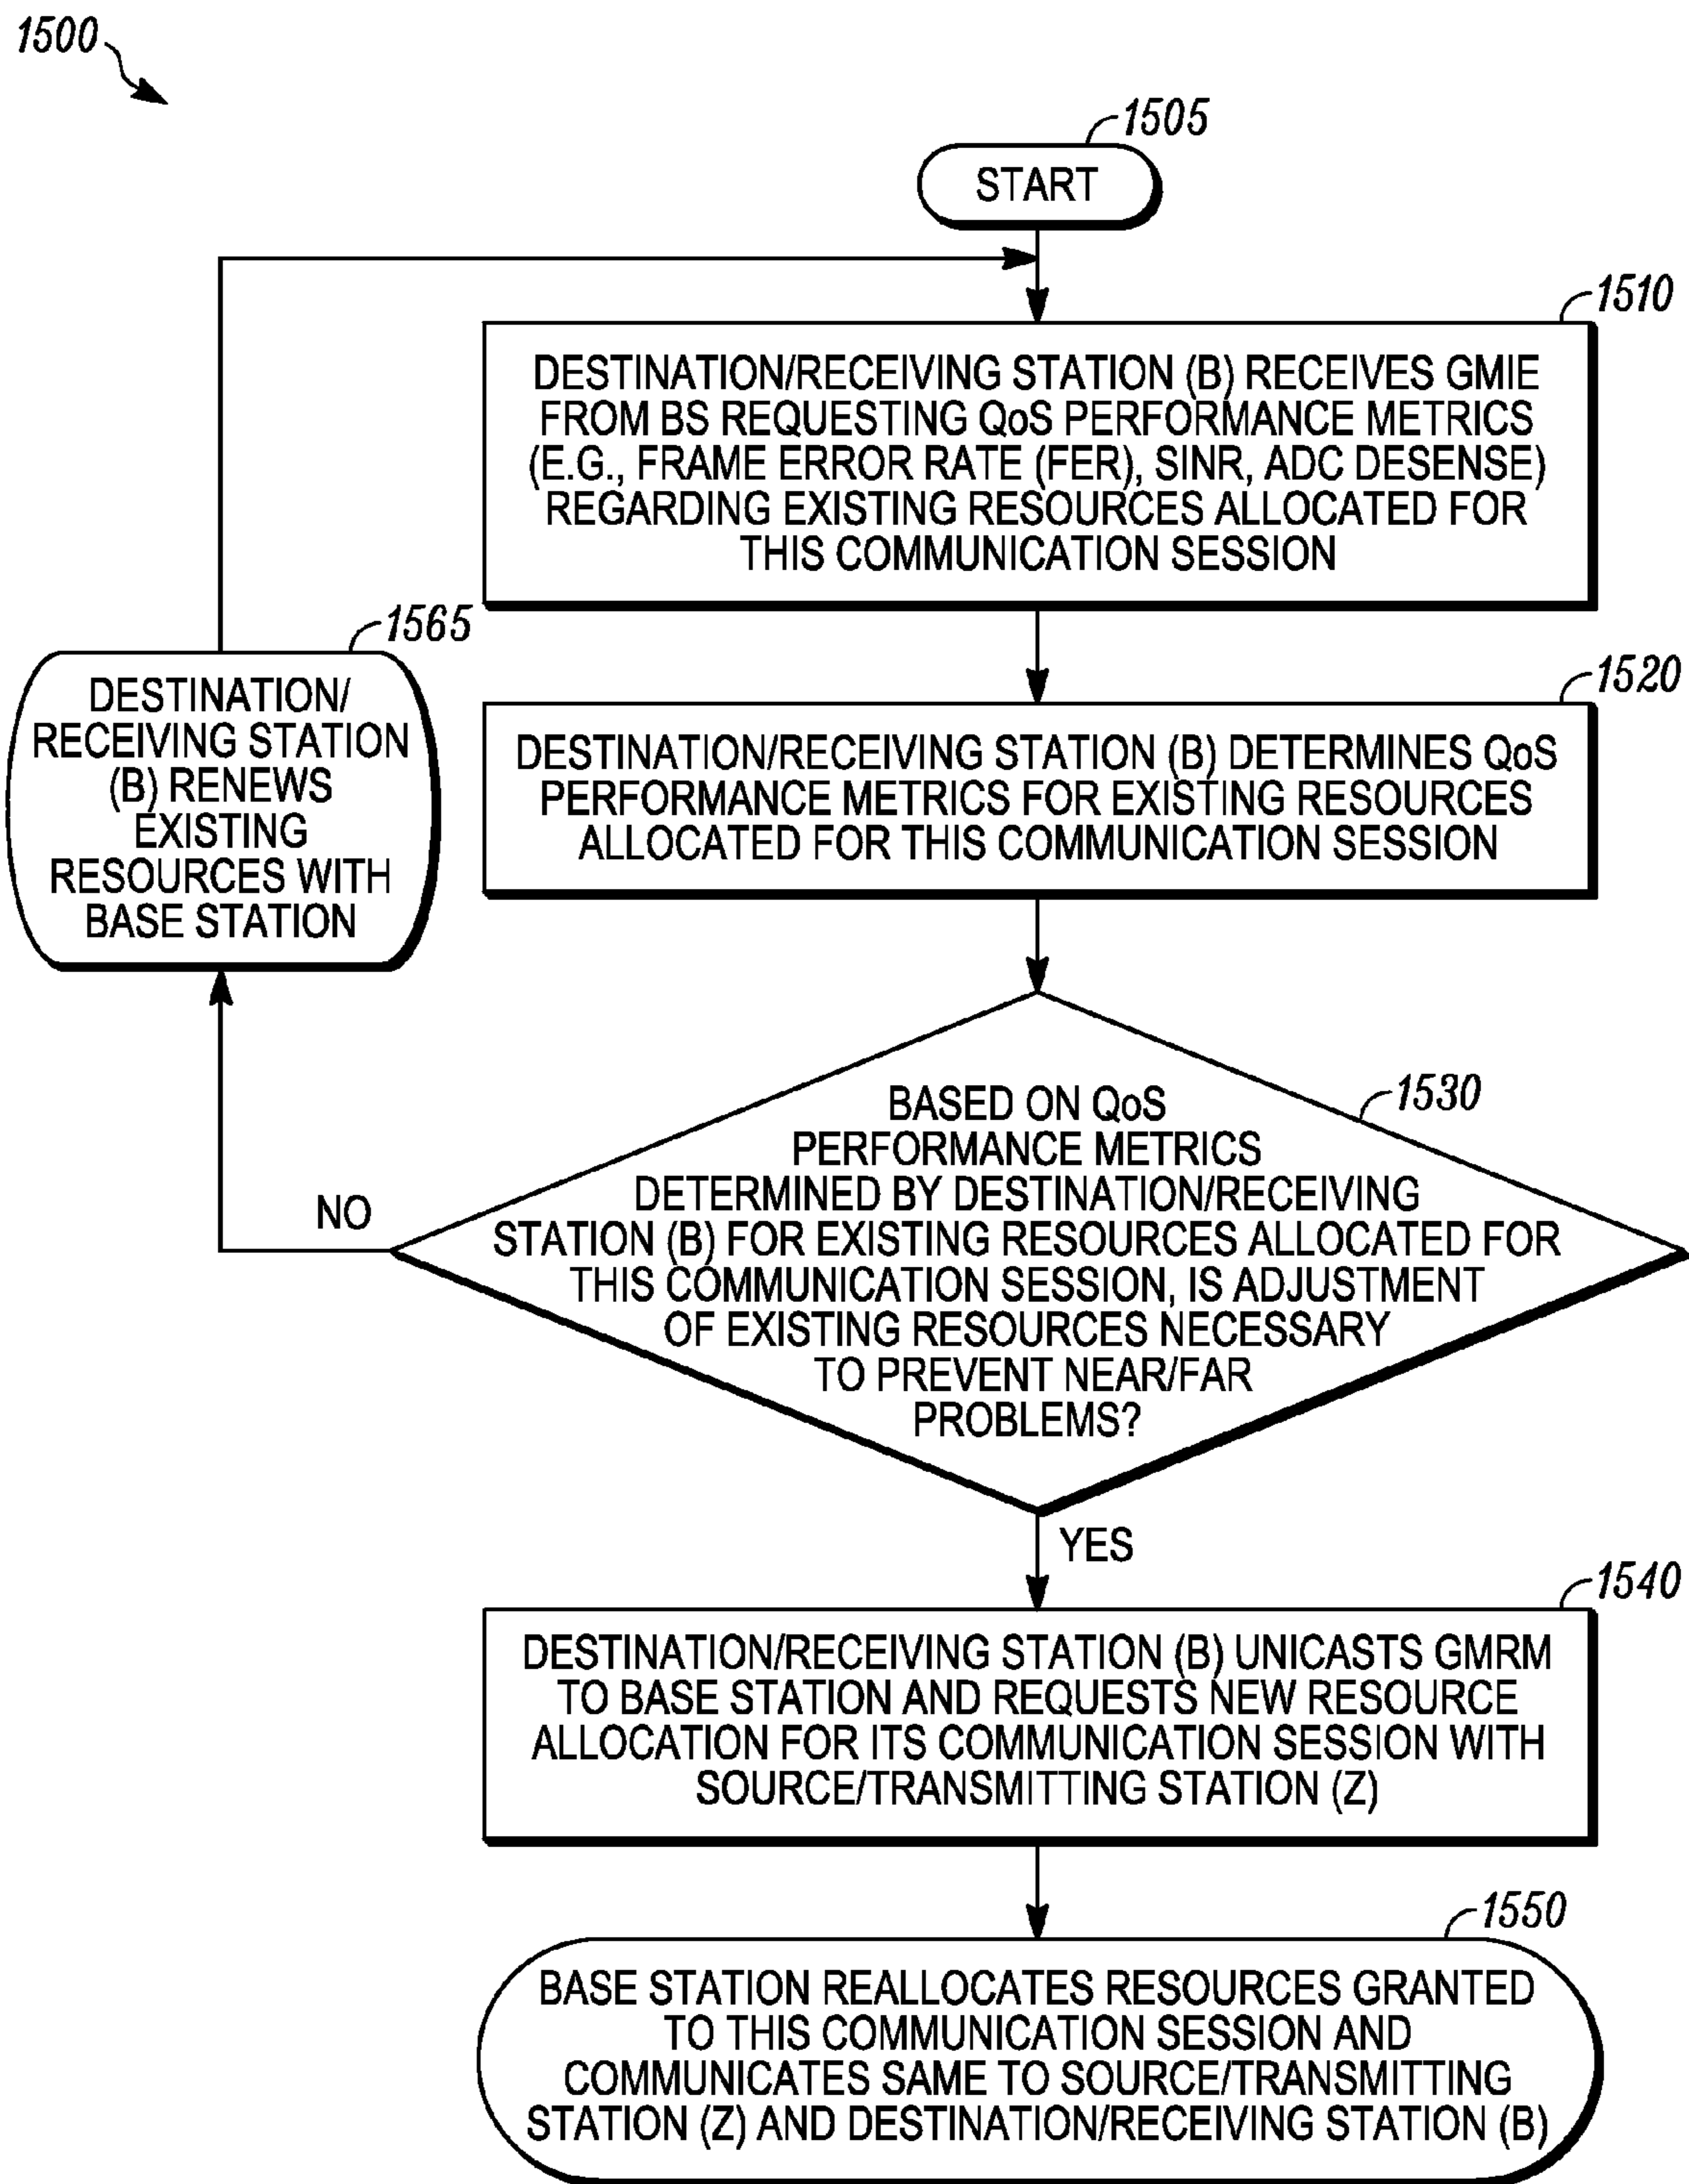 1500
1505
START
1510
DESTINATION/RECEIVING STATION (B) RECEIVES GMIE
FROM BS REQUESTING QoS PERFORMANCE METRICS
(E.G., FRAME ERROR RATE (FER), SINR, ADC DESENSE)
REGARDING EXISTING RESOURCES ALLOCATED FOR
THIS COMMUNICATION SESSION
1565
DESTINATION/
RECEIVING STATION
(B) RENEWS
EXISTING
RESOURCES WITH
BASE STATION
1520
DESTINATION/RECEIVING STATION (B) DETERMINES QoS
PERFORMANCE METRICS FOR EXISTING RESOURCES
ALLOCATED FOR THIS COMMUNICATION SESSION
1530
BASED ON QoS
PERFORMANCE METRICS
DETERMINED BY DESTINATION/RECEIVING
STATION (B) FOR EXISTING RESOURCES ALLOCATED FOR
THIS COMMUNICATION SESSION, IS ADJUSTMENT
OF EXISTING RESOURCES NECESSARY
TO PREVENT NEAR/FAR
PROBLEMS?
NO
YES
1540
DESTINATION/RECEIVING STATION (B) UNICASTS GMRM
TO BASE STATION AND REQUESTS NEW RESOURCE
ALLOCATION FOR ITS COMMUNICATION SESSION WITH
SOURCE/TRANSMITTING STATION (Z)
1550
BASE STATION REALLOCATES RESOURCES GRANTED
TO THIS COMMUNICATION SESSION AND
COMMUNICATES SAME TO SOURCE/TRANSMITTING
STATION (Z) AND DESTINATION/RECEIVING STATION (B)